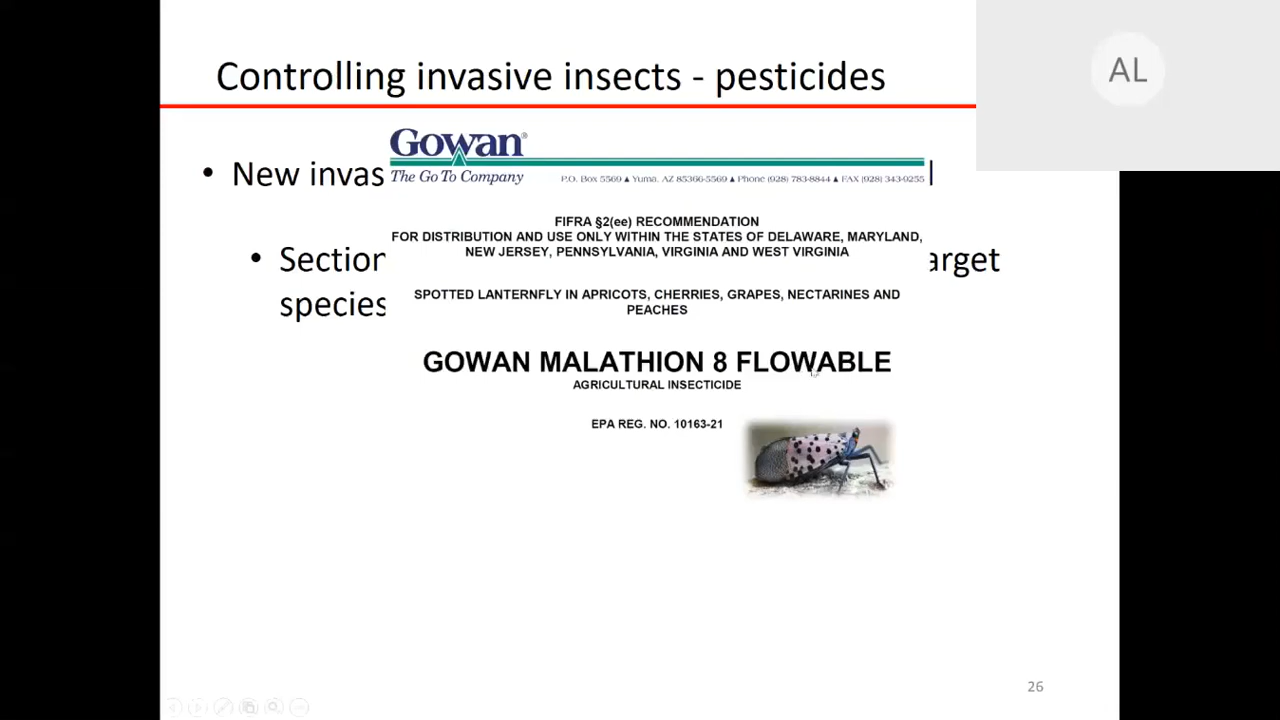 Controlling invasive insects - pesticides
AL
Gowan®
The Go To Company
P.O. Box 5569 ▲ Yuma, AZ 85366-5569 ▲ Phone (928) 783-8844 ▲ FAX (928) 343-9255
• New invas
FIFRA §2(ee) RECOMMENDATION
FOR DISTRIBUTION AND USE ONLY WITHIN THE STATES OF DELAWARE, MARYLAND,
NEW JERSEY, PENNSYLVANIA, VIRGINIA AND WEST VIRGINIA
• Section arget
species
SPOTTED LANTERNFLY IN APRICOTS, CHERRIES, GRAPES, NECTARINES AND
PEACHES
GOWAN MALATHION 8 FLOWABLE
AGRICULTURAL INSECTICIDE
EPA REG. NO. 10163-21
26